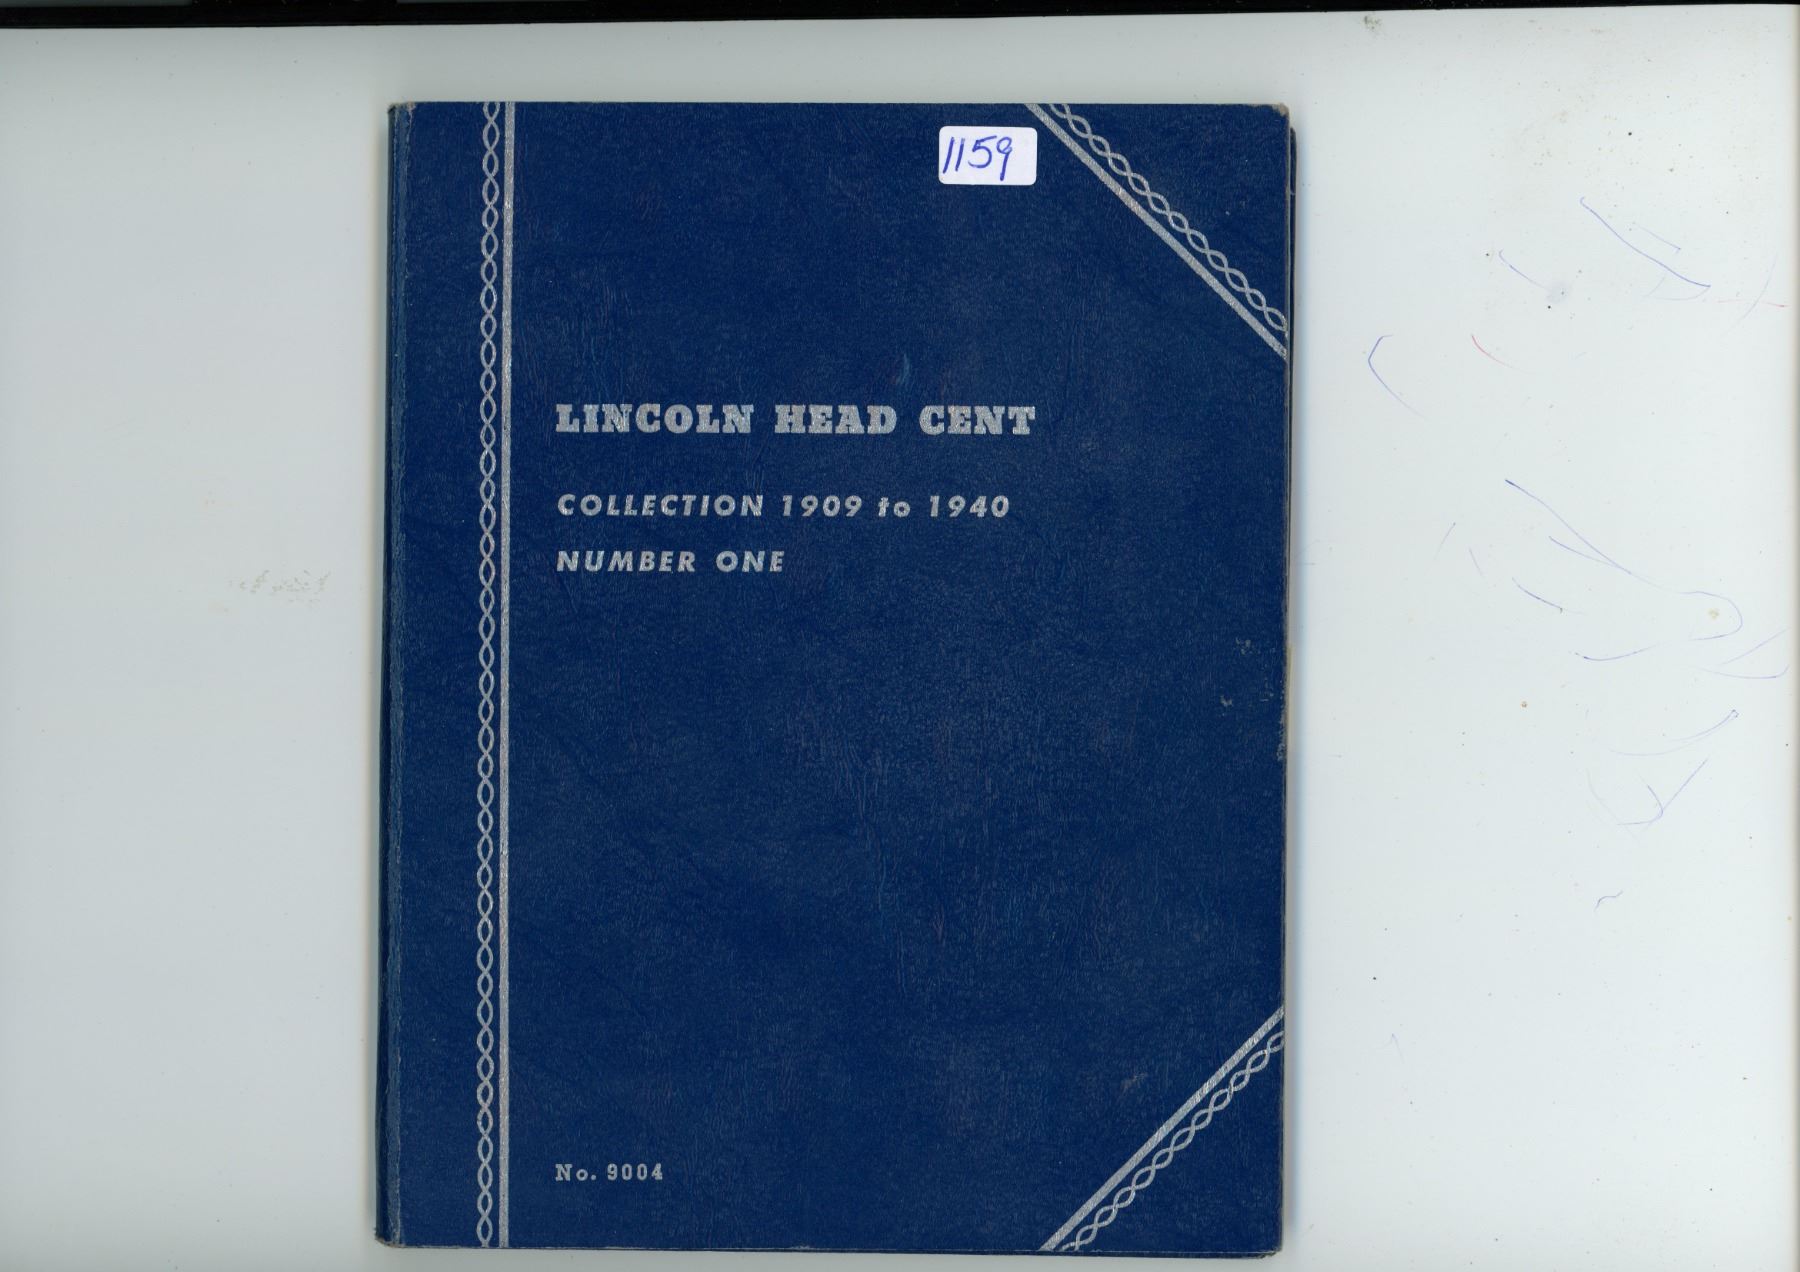 1159
LINCOLN HEAD CENT
COLLECTION 1909 to 1940
NUMBER ONE
No. 9004